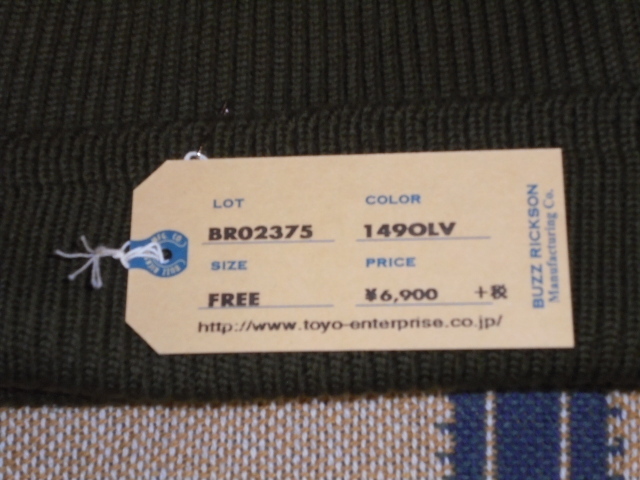 LOT
COLOR
BR02375
149OLV
SIZE
PRICE
FREE
¥6,900 +税
http://www.toyo-enterprise.co.jp/
BUZZ RICKSON
Manufacturing Co.